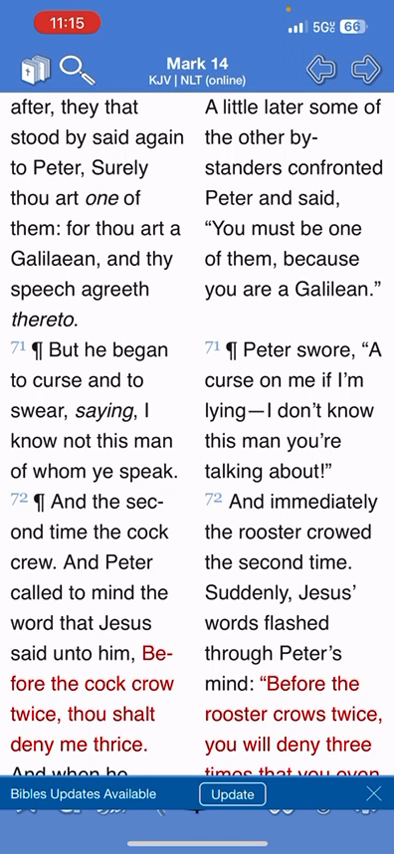 11:15
5G 66
Mark 14
KJV | NLT (online)
after, they that
stood by said again
to Peter, Surely
thou art one of
them: for thou art a
Galilaean, and thy
speech agreeth
thereto.
71 ¶ But he began
to curse and to
swear, saying, I
know not this man
of whom ye speak.
72 ¶ And the sec-
ond time the cock
crew. And Peter
called to mind the
word that Jesus
said unto him, Be-
fore the cock crow
twice, thou shalt
deny me thrice.
And when he
A little later some of
the other by-
standers confronted
Peter and said,
“You must be one
of them, because
you are a Galilean.”
71 ¶ Peter swore, “A
curse on me if I’m
lying—I don’t know
this man you’re
talking about!”
72 And immediately
the rooster crowed
the second time.
Suddenly, Jesus’
words flashed
through Peter’s
mind: “Before the
rooster crows twice,
you will deny three
times that you even
Bibles Updates Available
Update